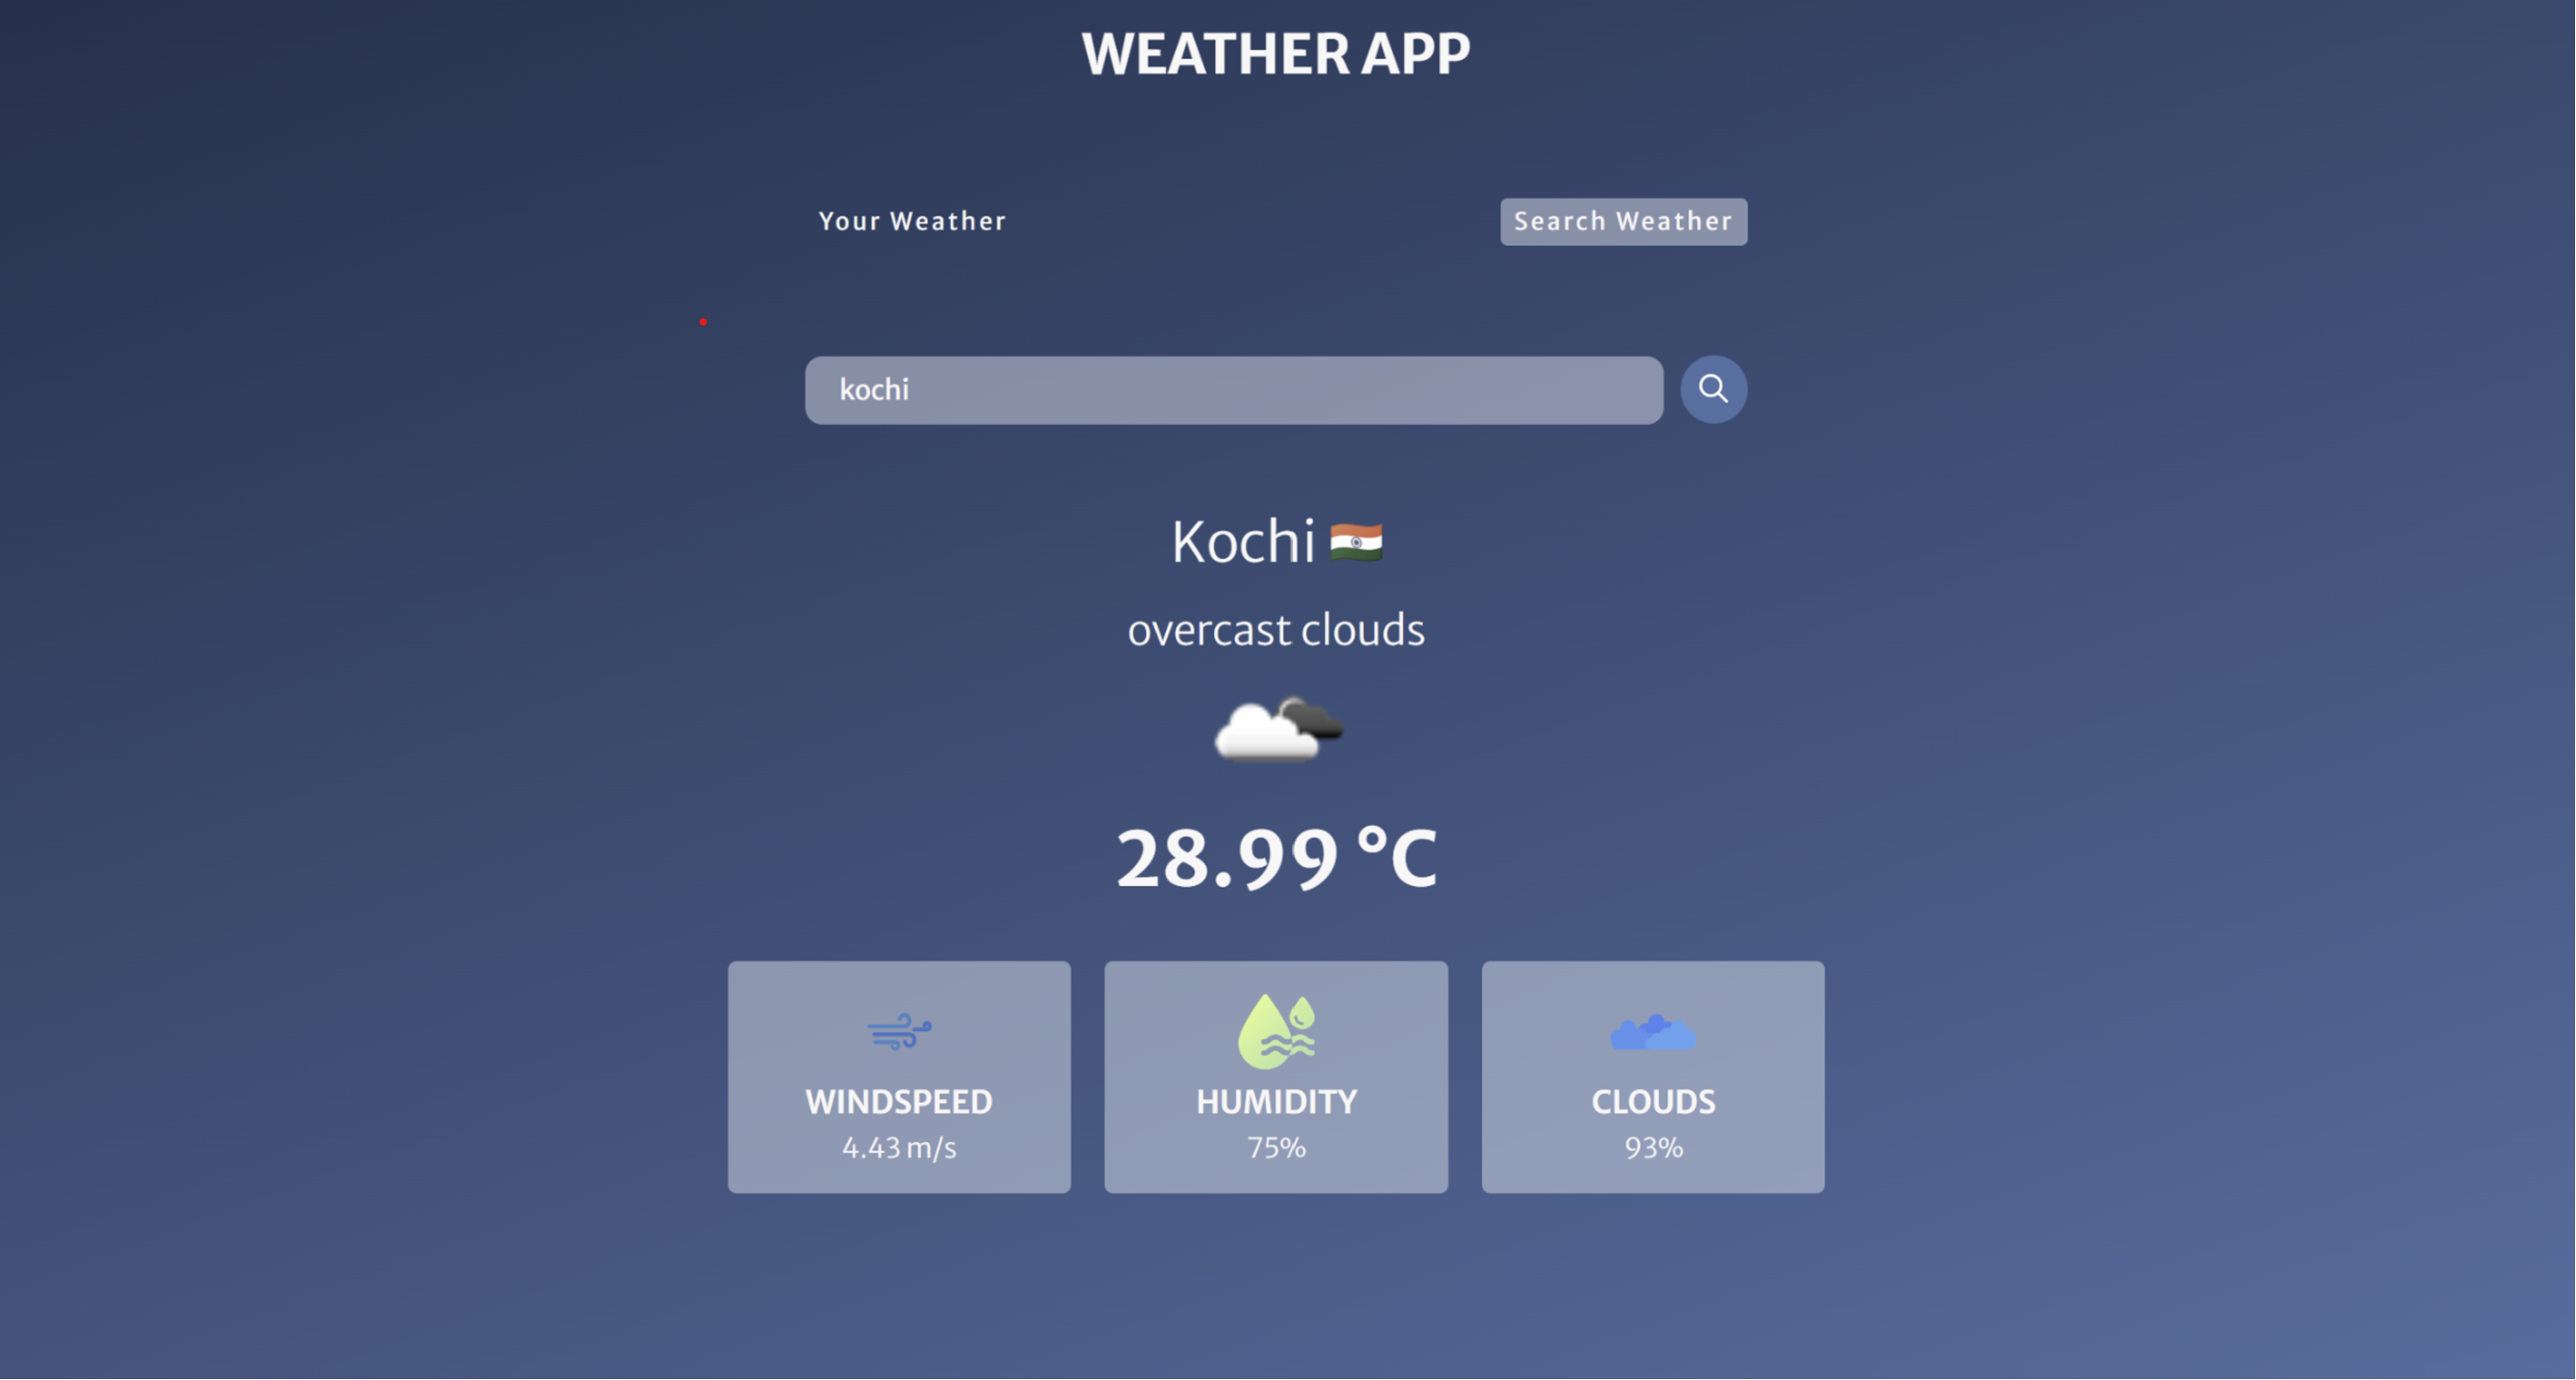 WEATHER APP
Your Weather
Search Weather
kochi
Kochi
overcast clouds
28.99 °C
WINDSPEED
4.43 m/s
HUMIDITY
75%
CLOUDS
93%